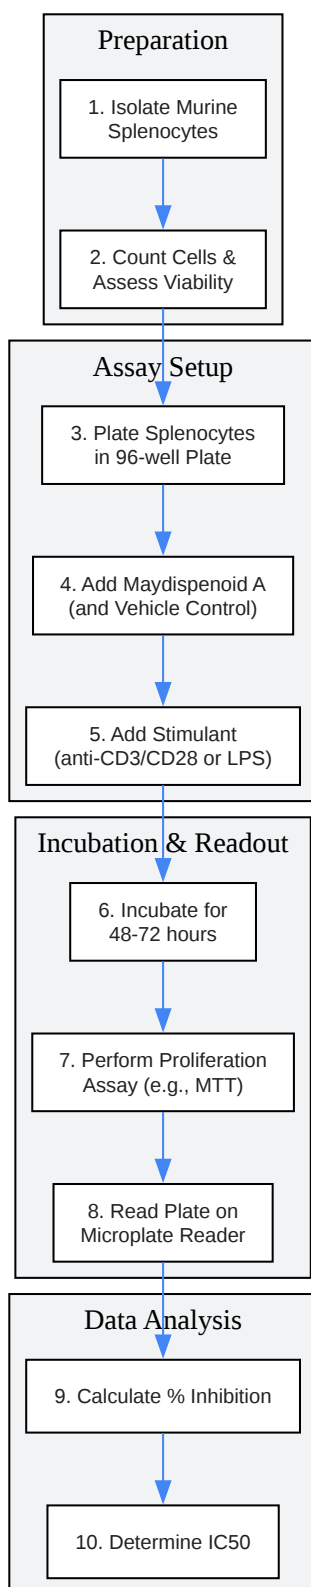 Preparation
1. Isolate Murine
Splenocytes
2. Count Cells &
Assess Viability
Assay Setup
3. Plate Splenocytes
in 96-well Plate
4. Add Maydispenoid A
(and Vehicle Control)
5. Add Stimulant
(anti-CD3/CD28 or LPS)
Incubation & Readout
6. Incubate for
48-72 hours
7. Perform Proliferation
Assay (e.g., MTT)
8. Read Plate on
Microplate Reader
Data Analysis
9. Calculate % Inhibition
10. Determine IC50